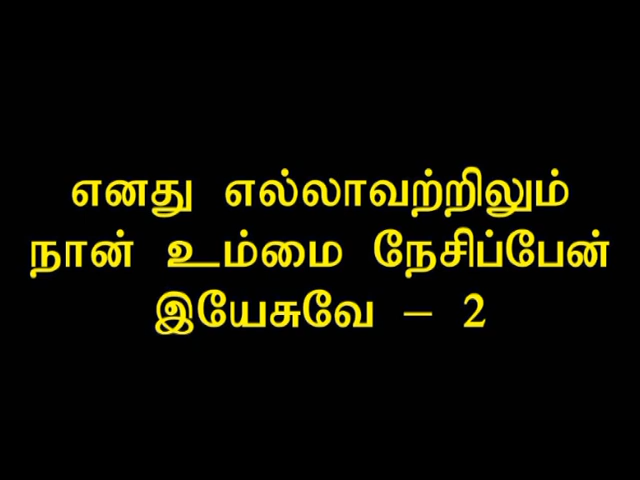 எனது எல்லாவற்றிலும்
நான் உம்மை நேசிப்பேன்
இயேசுவே – 2